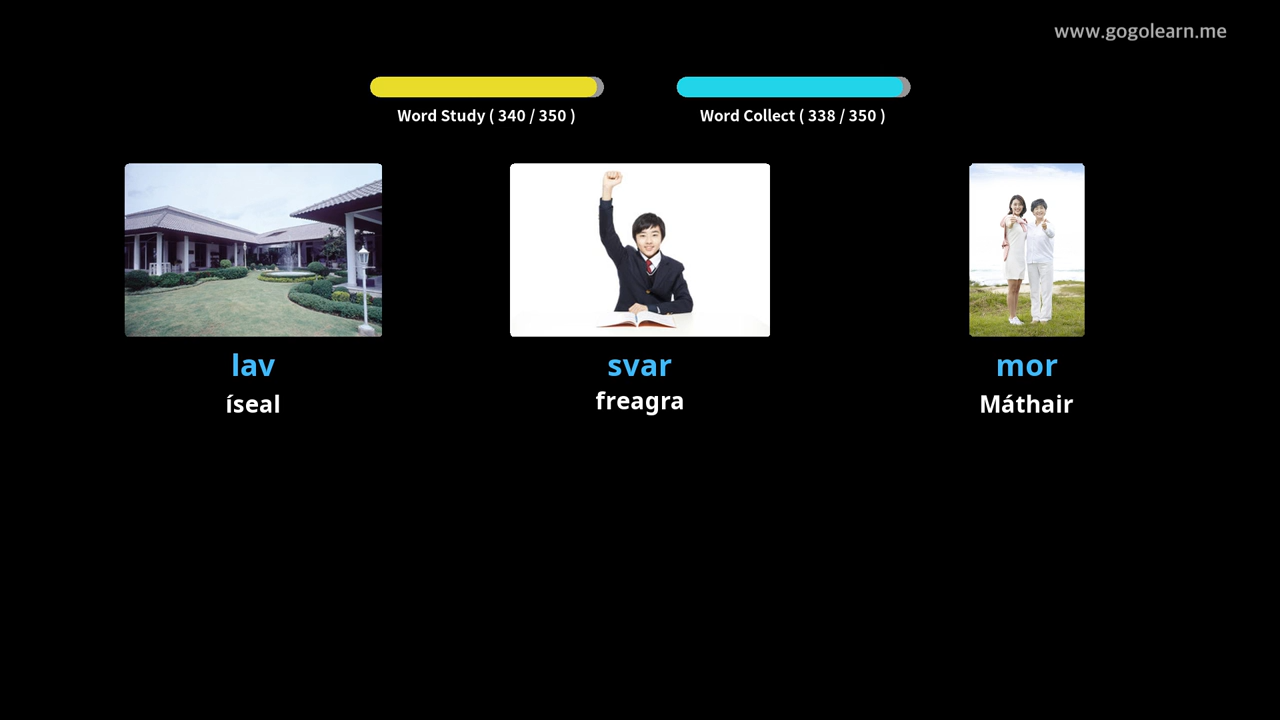 www.gogolearn.me
Word Study ( 340 / 350 )
Word Collect ( 338 / 350 )
lav
íseal
svar
freagra
mor
Máthair